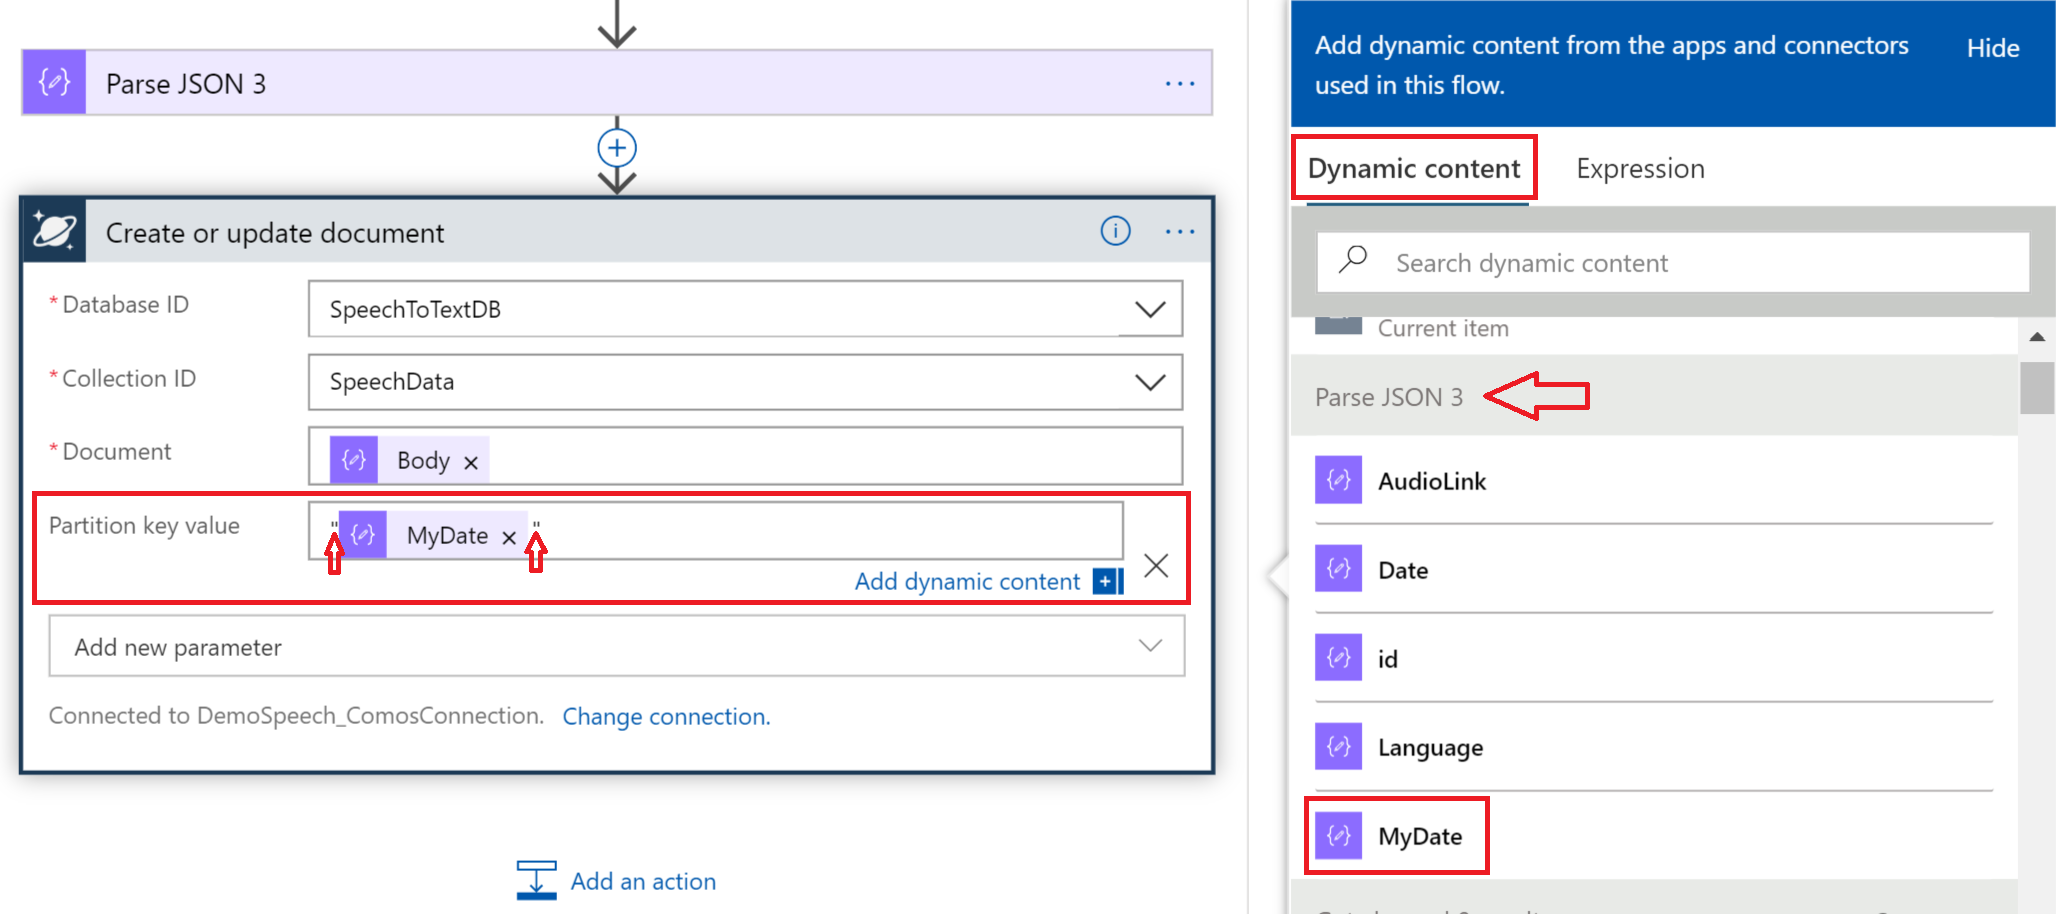 Parse JSON 3
Create or update document
*Database ID
SpeechToTextDB
*Collection ID
SpeechData
*Document
Body
Partition key value
"MyDate"
Add dynamic content
Add new parameter
Connected to DemoSpeech_ComosConnection. Change connection.
Add an action
Add dynamic content from the apps and connectors
used in this flow.
Hide
Dynamic content
Expression
Search dynamic content
Current item
Parse JSON 3
AudioLink
Date
id
Language
MyDate